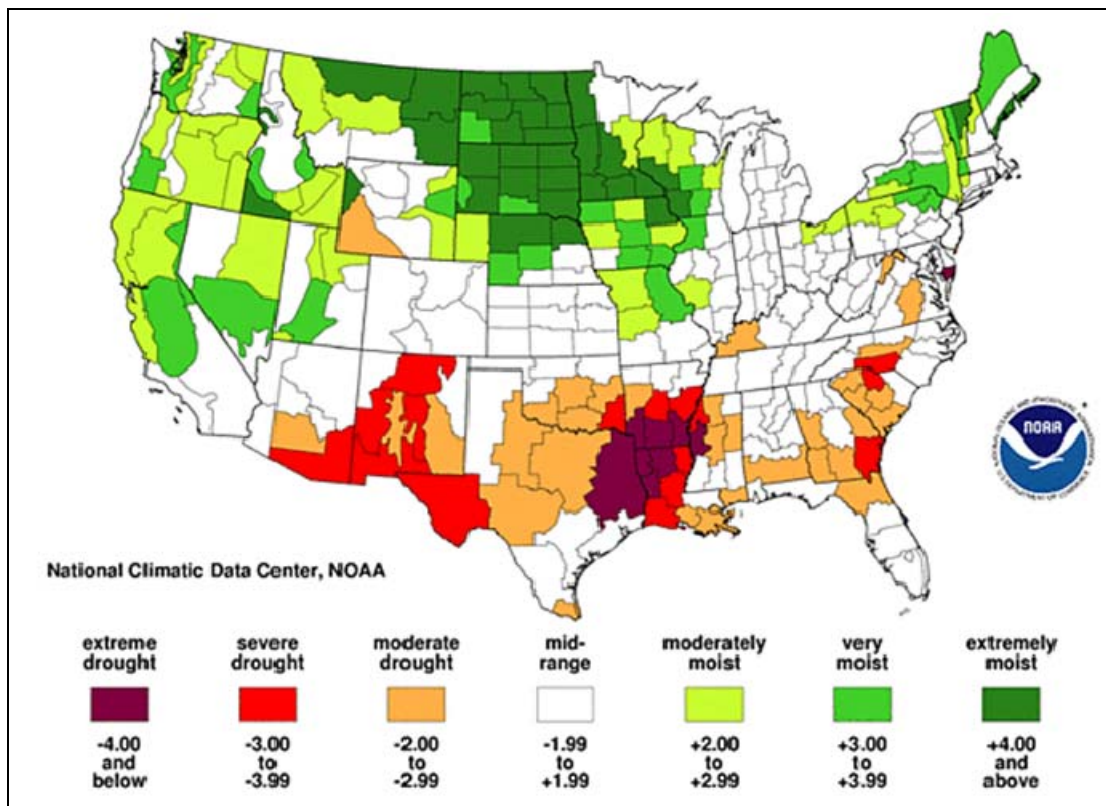 NOAA
National Climatic Data Center, NOAA
extreme drought
severe drought
moderate drought
mid-range
moderately moist
very moist
extremely moist
-4.00 and below
-3.00 to -3.99
-2.00 to -2.99
-1.99 to +1.99
+2.00 to +2.99
+3.00 to +3.99
+4.00 and above